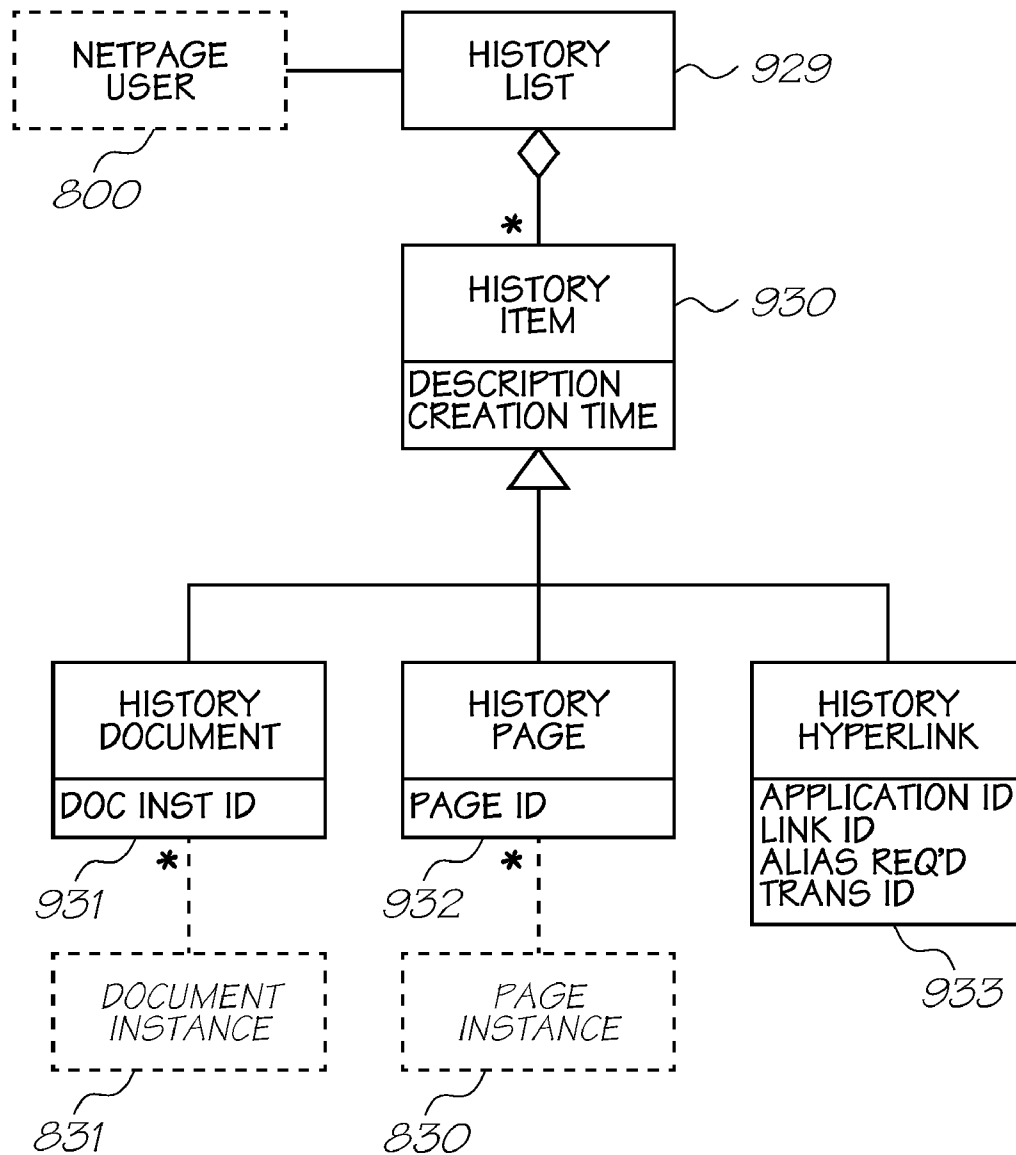 NETPAGE
USER
HISTORY
LIST
929
800
*
HISTORY
ITEM
930
DESCRIPTION
CREATION TIME
HISTORY
DOCUMENT
DOC INST ID
HISTORY
PAGE
PAGE ID
HISTORY
HYPERLINK
APPLICATION ID
LINK ID
ALIAS REQ'D
TRANS ID
*
931
*
932
933
DOCUMENT
INSTANCE
PAGE
INSTANCE
831
830